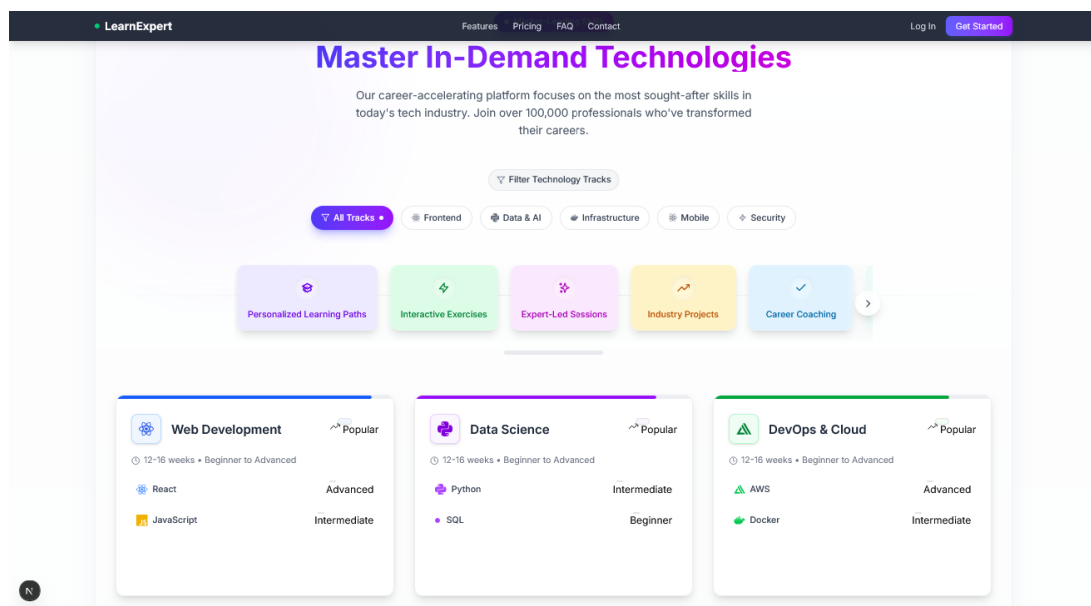 LearnExpert
Features Pricing FAQ Contact
Log In Get Started
Master In-Demand Technologies
Our career-accelerating platform focuses on the most sought-after skills in
today's tech industry. Join over 100,000 professionals who've transformed
their careers.
Filter Technology Tracks
All Tracks Frontend Data & AI Infrastructure Mobile Security
Personalized Learning Paths Interactive Exercises Expert-Led Sessions Industry Projects Career Coaching
Web Development Popular
12-16 weeks • Beginner to Advanced
React Advanced
JavaScript Intermediate
Data Science Popular
12-16 weeks • Beginner to Advanced
Python Intermediate
SQL Beginner
DevOps & Cloud Popular
12-16 weeks • Beginner to Advanced
AWS Advanced
Docker Intermediate
N